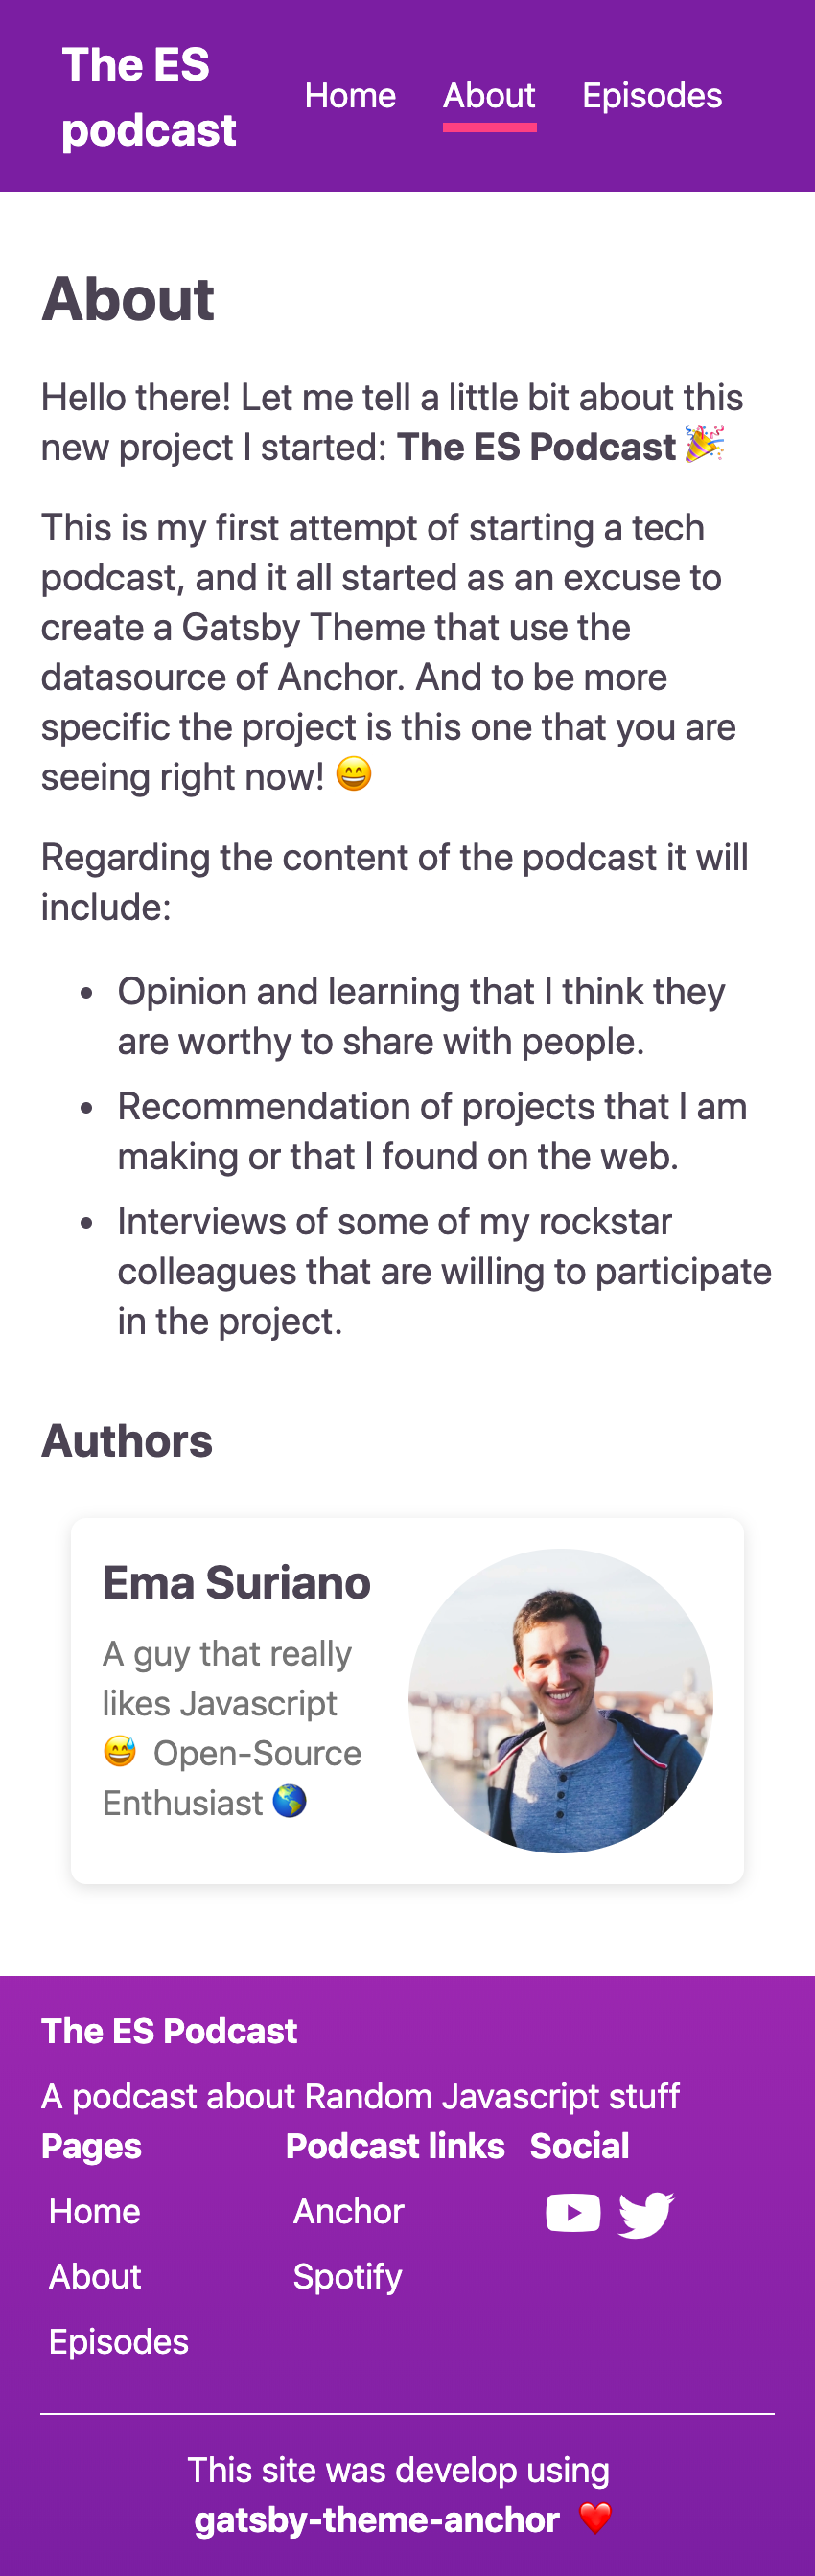 The ES
podcast
Home About Episodes
About
Hello there! Let me tell a little bit about this
new project I started: The ES Podcast 🎉
This is my first attempt of starting a tech
podcast, and it all started as an excuse to
create a Gatsby Theme that use the
datasource of Anchor. And to be more
specific the project is this one that you are
seeing right now! 😄
Regarding the content of the podcast it will
include:
• Opinion and learning that I think they
are worthy to share with people.
• Recommendation of projects that I am
making or that I found on the web.
• Interviews of some of my rockstar
colleagues that are willing to participate
in the project.
Authors
Ema Suriano
A guy that really
likes Javascript
😅 Open-Source
Enthusiast 🌎
The ES Podcast
A podcast about Random Javascript stuff
Pages
Home
About
Episodes
Podcast links
Anchor
Spotify
Social
This site was develop using
gatsby-theme-anchor ❤️